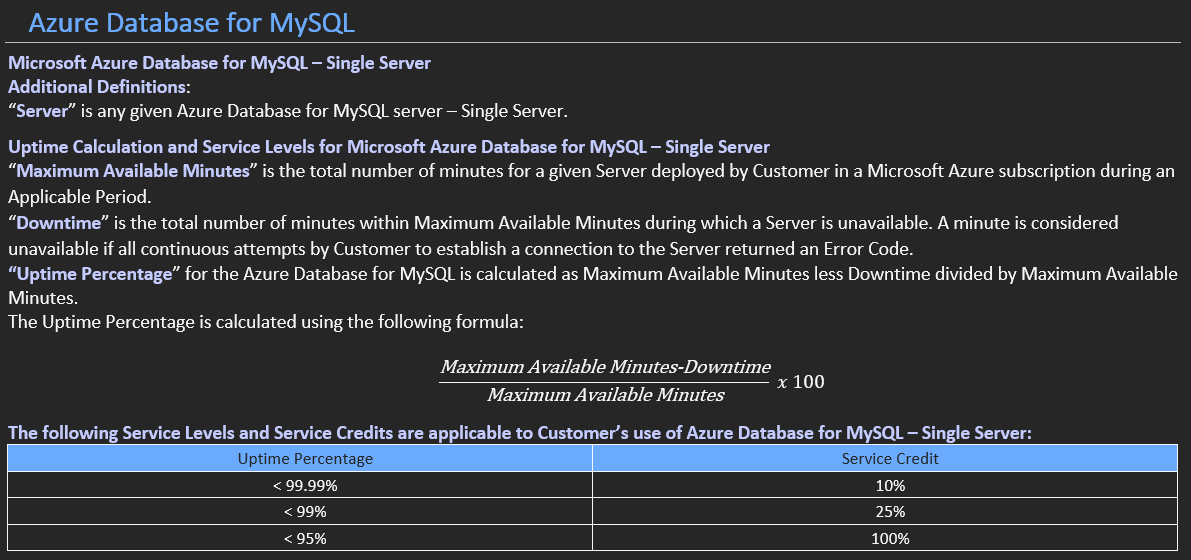 Azure Database for MySQL
Microsoft Azure Database for MySQL – Single Server
Additional Definitions:
“Server” is any given Azure Database for MySQL server – Single Server.
Uptime Calculation and Service Levels for Microsoft Azure Database for MySQL – Single Server
“Maximum Available Minutes” is the total number of minutes for a given Server deployed by Customer in a Microsoft Azure subscription during an
Applicable Period.
“Downtime” is the total number of minutes within Maximum Available Minutes during which a Server is unavailable. A minute is considered
unavailable if all continuous attempts by Customer to establish a connection to the Server returned an Error Code.
“Uptime Percentage” for the Azure Database for MySQL is calculated as Maximum Available Minutes less Downtime divided by Maximum Available
Minutes.
The Uptime Percentage is calculated using the following formula:
Maximum Available Minutes-Downtime
Maximum Available Minutes
x 100
The following Service Levels and Service Credits are applicable to Customer’s use of Azure Database for MySQL – Single Server:
Uptime Percentage Service Credit
< 99.99% 10%
< 99% 25%
< 95% 100%